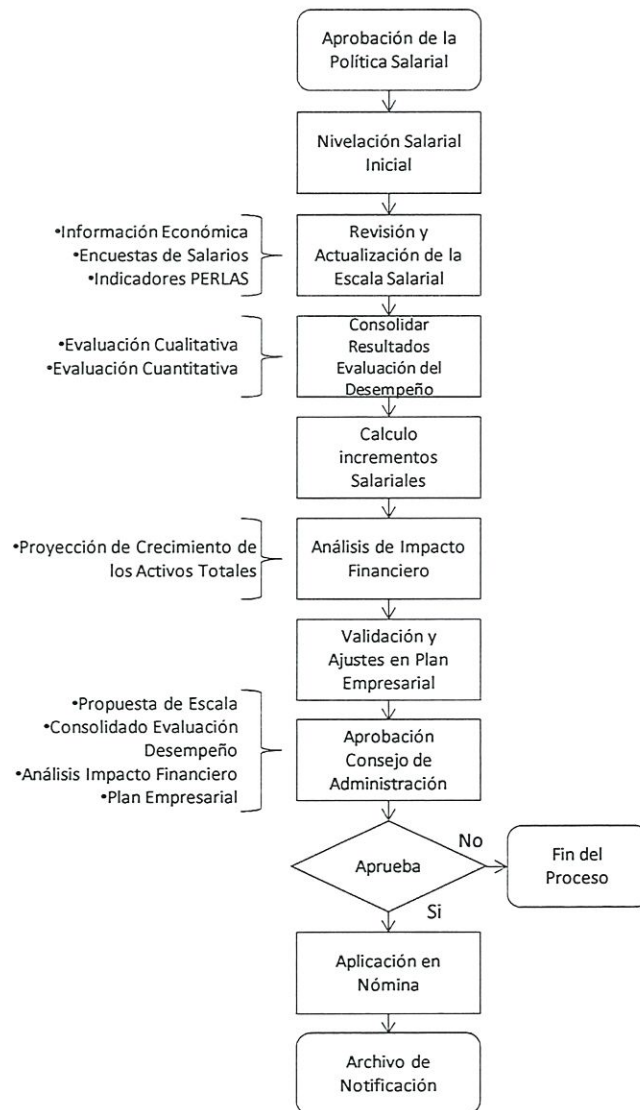 Aprobación de la
Política Salarial
Nivelación Salarial
Inicial
•Información Económica
•Encuestas de Salarios
•Indicadores PERLAS
Revisión y
Actualización de la
Escala Salarial
•Evaluación Cualitativa
•Evaluación Cuantitativa
Consolidar
Resultados
Evaluación del
Desempeño
Calculo
incrementos
Salariales
•Proyección de Crecimiento de
los Activos Totales
Análisis de Impacto
Financiero
Validación y
Ajustes en Plan
Empresarial
•Propuesta de Escala
•Consolidado Evaluación
Desempeño
•Análisis Impacto Financiero
•Plan Empresarial
Aprobación
Consejo de
Administración
Aprueba
No
Fin del
Proceso
Si
Aplicación en
Nómina
Archivo de
Notificación